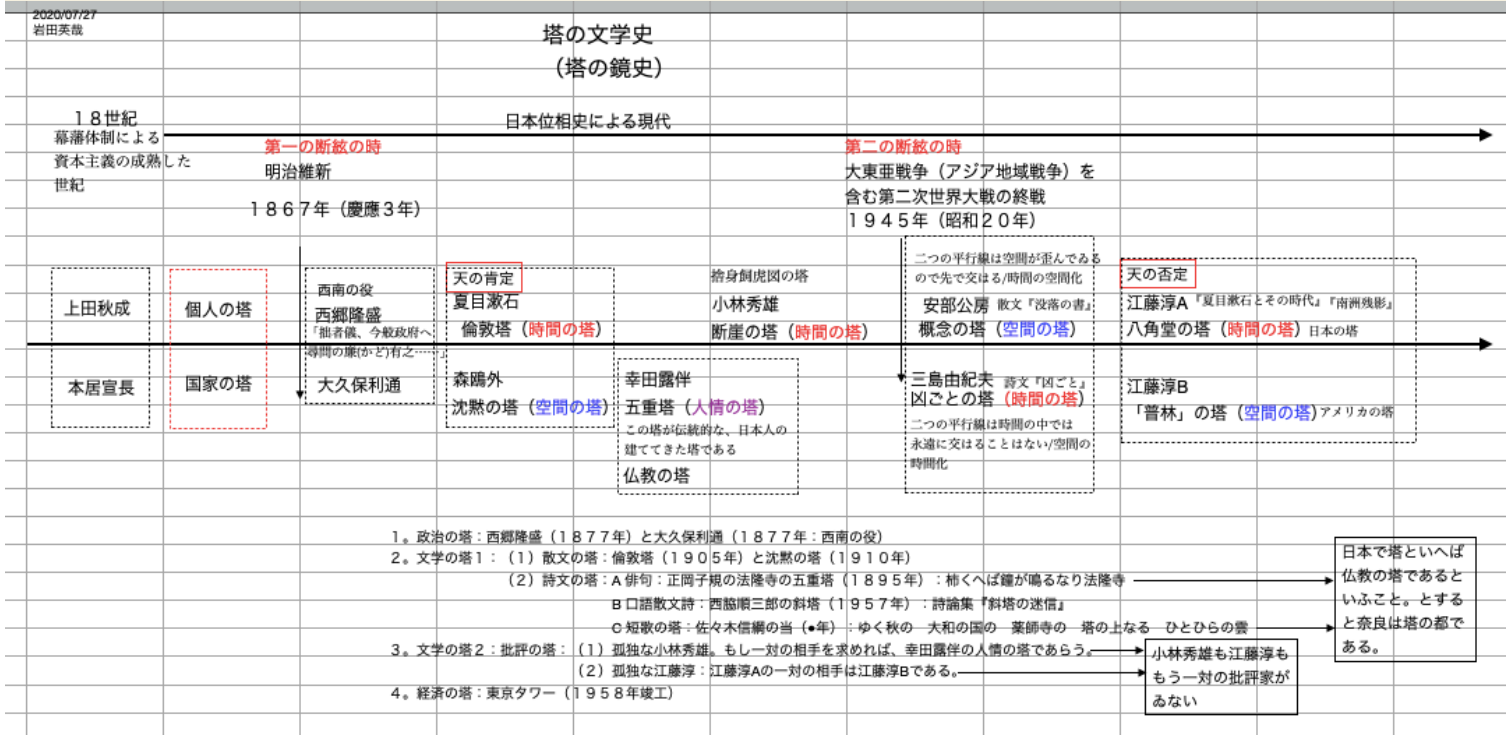 2020/07/27
岩田英哉
塔の文学史
（塔の鏡史）
１８世紀
幕藩体制による
資本主義の成熟した
世紀
日本位相史による現代
第一の断絃の時
明治維新
１８６７年（慶應３年）
第二の断絃の時
大東亜戦争（アジア地域戦争）を
含む第二次世界大戦の終戦
１９４５年（昭和２０年）
上田秋成
本居宣長
個人の塔
国家の塔
西南の役
西郷隆盛
「拙者儀、今般政府へ
尋問の廉(かど)有之……」
大久保利通
天の肯定
夏目漱石
倫敦塔（時間の塔）
森鴎外
沈黙の塔（空間の塔）
幸田露伴
五重塔（人情の塔）
この塔が伝統的な、日本人の
建ててきた塔である
仏教の塔
捨身飼虎図の塔
小林秀雄
断崖の塔（時間の塔）
二つの平行線は空間が歪んでゐる
ので先で交はる/時間の空間化
安部公房 散文『没落の書』
概念の塔（空間の塔）
三島由紀夫 詩文『凶ごと』
凶ごとの塔（時間の塔）
二つの平行線は時間の中では
永遠に交はることはない/空間の
時間化
天の否定
江藤淳A『夏目漱石とその時代』『南洲残影』
八角堂の塔（時間の塔）日本の塔
江藤淳B
「普林」の塔（空間の塔）アメリカの塔
１。政治の塔：西郷隆盛（１８７７年）と大久保利通（１８７７年：西南の役）
２。文学の塔１：（１）散文の塔：倫敦塔（１９０５年）と沈黙の塔（１９１０年）
（２）詩文の塔：A 俳句：正岡子規の法隆寺の五重塔（１８９５年）：柿くへば鐘が鳴るなり法隆寺
B 口語散文詩：西脇順三郎の斜塔（１９５７年）：詩論集『斜塔の迷信』
C 短歌の塔：佐々木信綱の当（●年）：ゆく秋の　大和の国の　薬師寺の　塔の上なる　ひとひらの雲
３。文学の塔２：批評の塔：（１）孤独な小林秀雄。もし一対の相手を求めれば、幸田露伴の人情の塔であらう。
（２）孤独な江藤淳：江藤淳Aの一対の相手は江藤淳Bである。
４。経済の塔：東京タワー（１９５８年竣工）
日本で塔といへば
仏教の塔であると
いふこと。とする
と奈良は塔の都で
ある。
小林秀雄も江藤淳も
もう一対の批評家が
ゐない